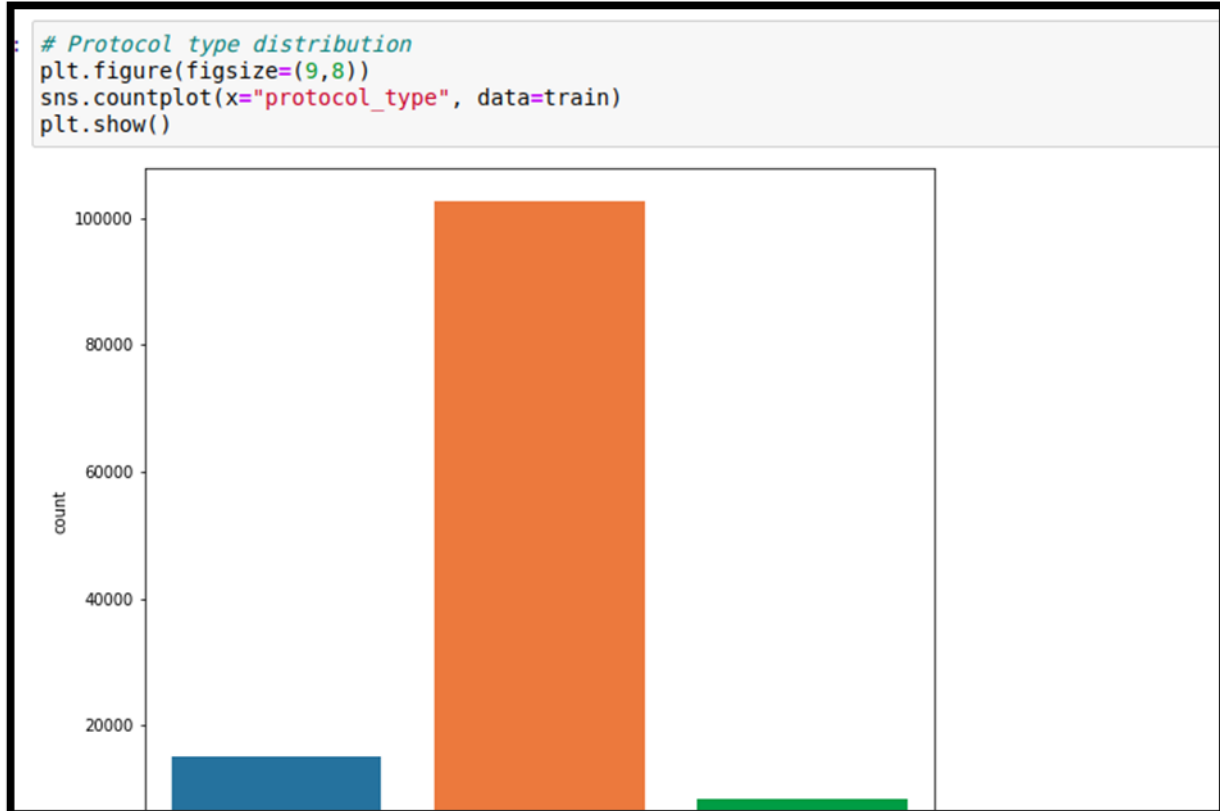 : # Protocol type distribution
plt.figure(figsize=(9,8))
sns.countplot(x="protocol_type", data=train)
plt.show()
100000
80000
60000
count
40000
20000